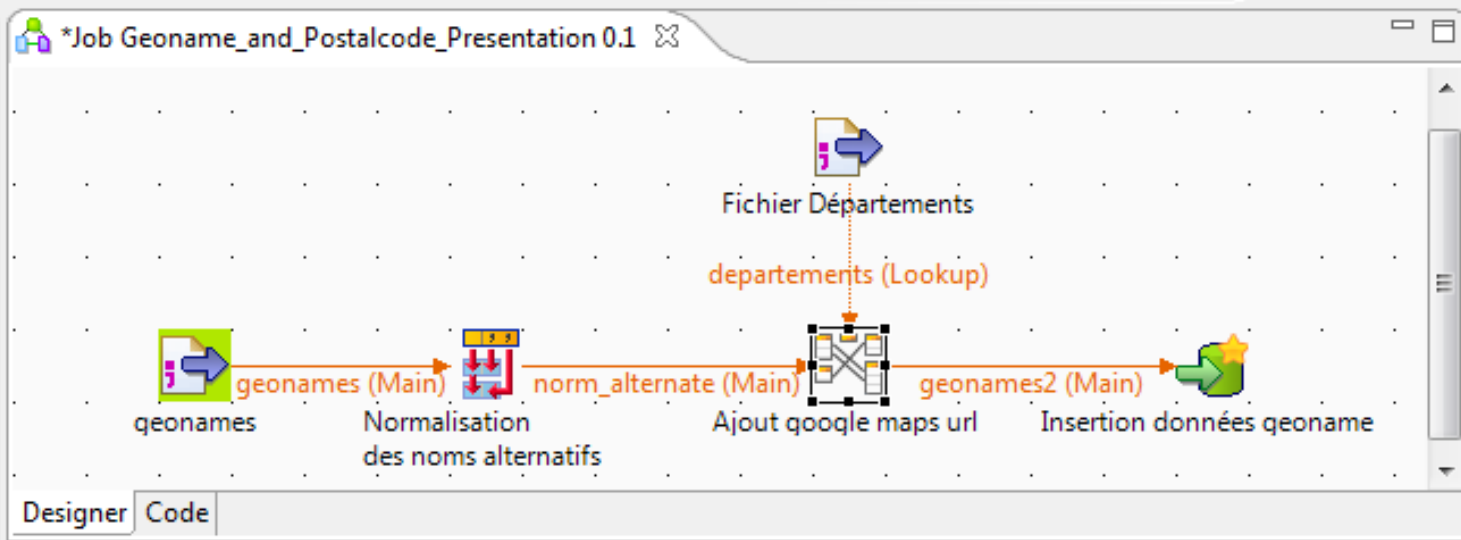 *Job Geoname_and_Postalcode_Presentation 0.1
Fichier Départements
departements (Lookup)
geonames (Main)
norm_alternate (Main)
geonames2 (Main)
geonames
Normalisation
des noms alternatifs
Ajout google maps url
Insertion données geoname
Designer
Code